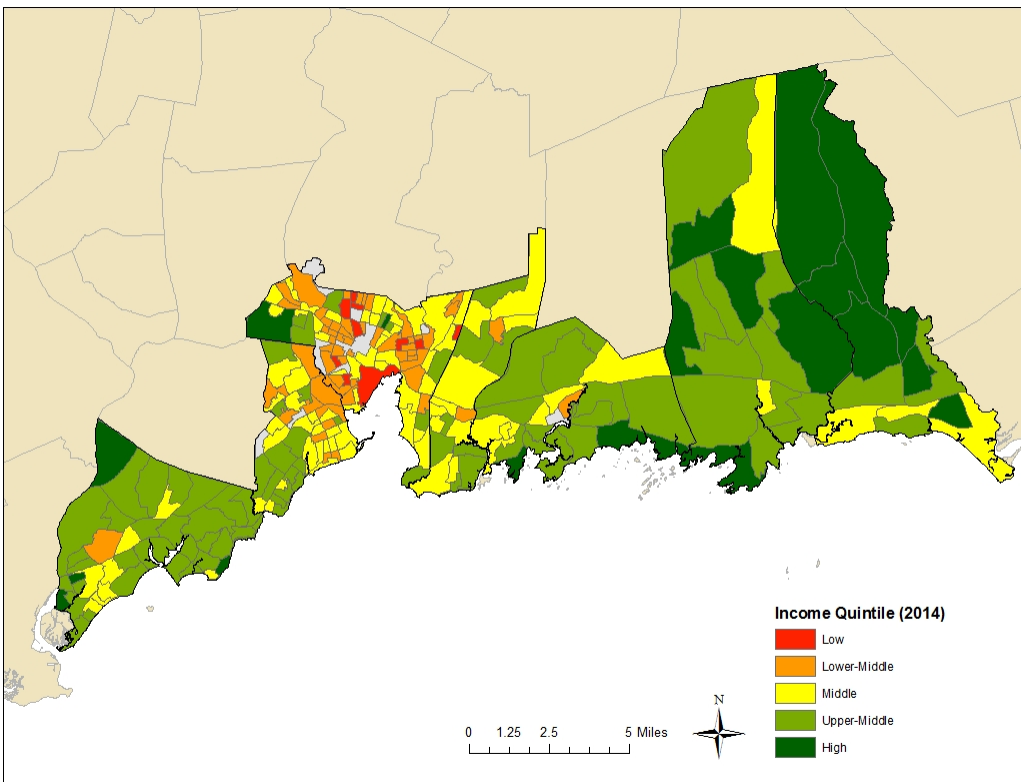 Income Quintile (2014)
Low
Lower-Middle
Middle
Upper-Middle
High
N
0 1.25 2.5 5 Miles